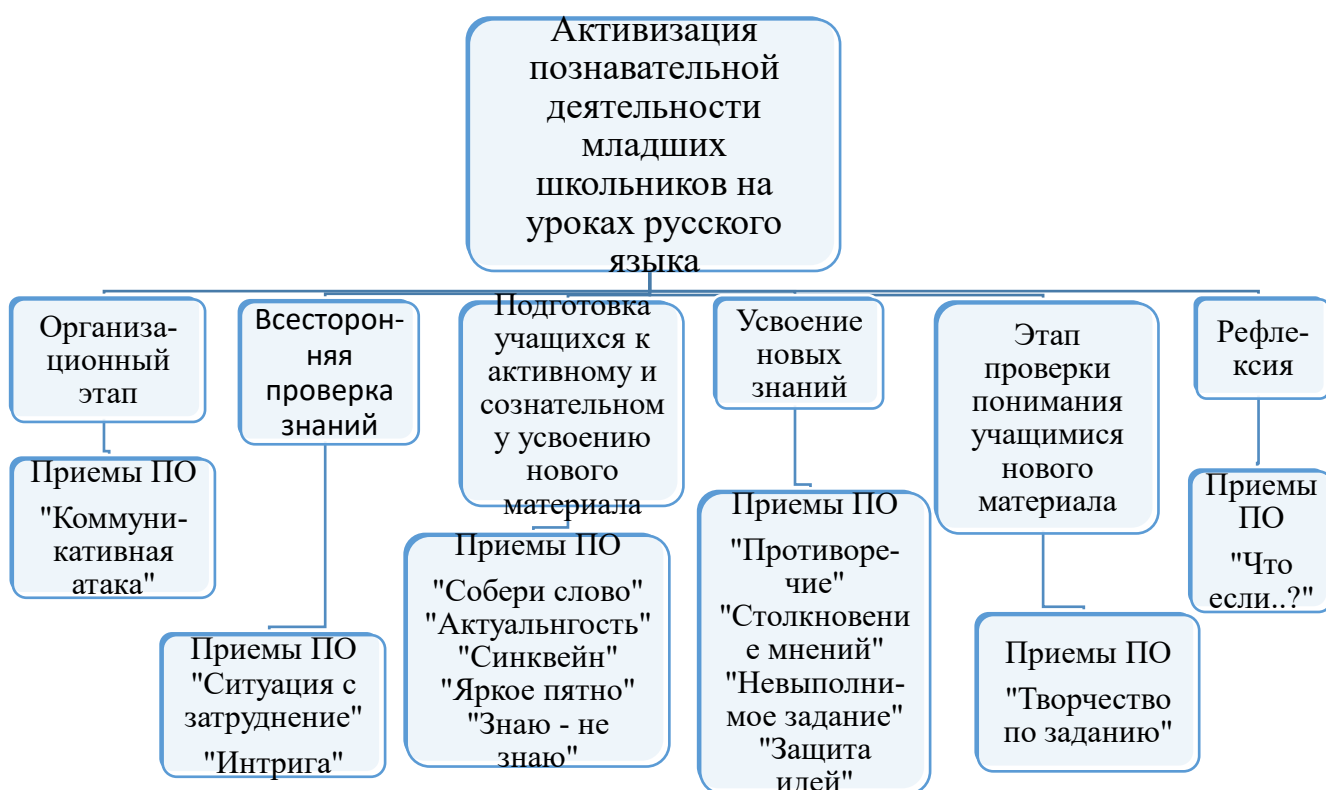 Активизация
познавательной
деятельности
младших
школьников на
уроках русского
языка
Организа-
ционный
этап
Приемы ПО
"Коммуни-
кативная
атака"
Всесторон-
няя
проверка
знаний
Приемы ПО
"Ситуация с
затруднение"
"Интрига"
Подготовка
учащихся к
активному и
сознательном
у усвоению
нового
материала
Приемы ПО
"Собери слово"
"Актуальнгость"
"Синквейн"
"Яркое пятно"
"Знаю - не
знаю"
Усвоение
новых
знаний
Приемы ПО
"Противоре-
чие"
"Столкновени
е мнений"
"Невыполни-
мое задание"
"Защита
идей"
Этап
проверки
понимания
учащимися
нового
материала
Приемы ПО
"Творчество
по заданию"
Рефле-
ксия
Приемы
ПО
"Что
если..?"